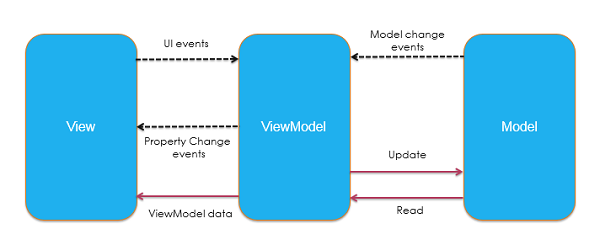 UI events
Model change
events
View
ViewModel
Model
Property Change
events
Update
ViewModel data
Read